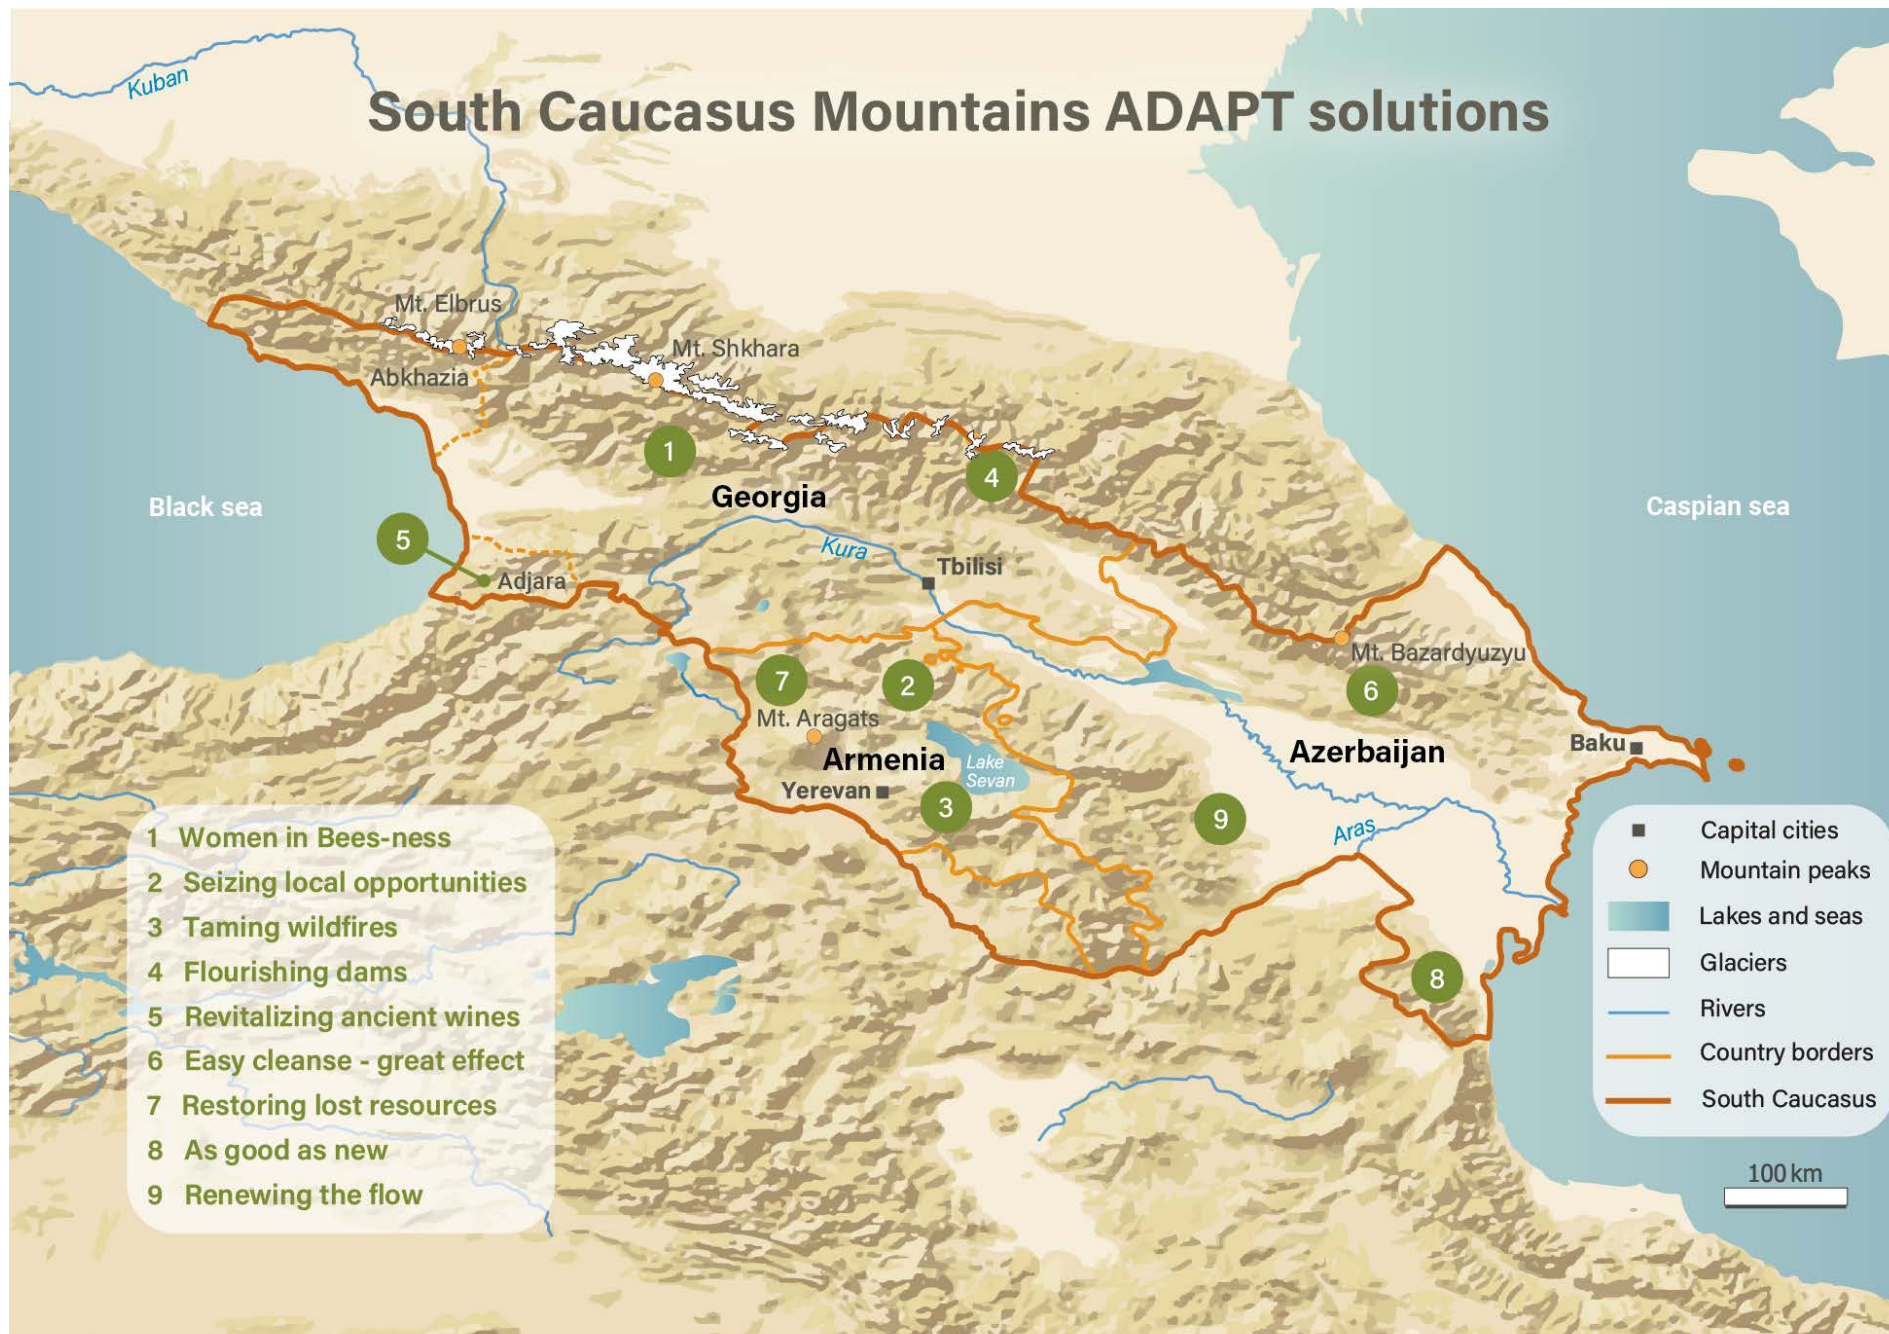 South Caucasus Mountains ADAPT solutions
Kuban
Mt. Elbrus
Mt. Shkhara
Abkhazia
1
4
Georgia
Black sea
Caspian sea
5
Kura
Tbilisi
Adjara
Mt. Bazardyuzyu
7
2
6
Mt. Aragats
Armenia
Lake
Sevan
Azerbaijan
Baku
Yerevan
3
9
Aras
8
1 Women in Bees-ness
2 Seizing local opportunities
3 Taming wildfires
4 Flourishing dams
5 Revitalizing ancient wines
6 Easy cleanse - great effect
7 Restoring lost resources
8 As good as new
9 Renewing the flow
Capital cities
Mountain peaks
Lakes and seas
Glaciers
Rivers
Country borders
South Caucasus
100 km